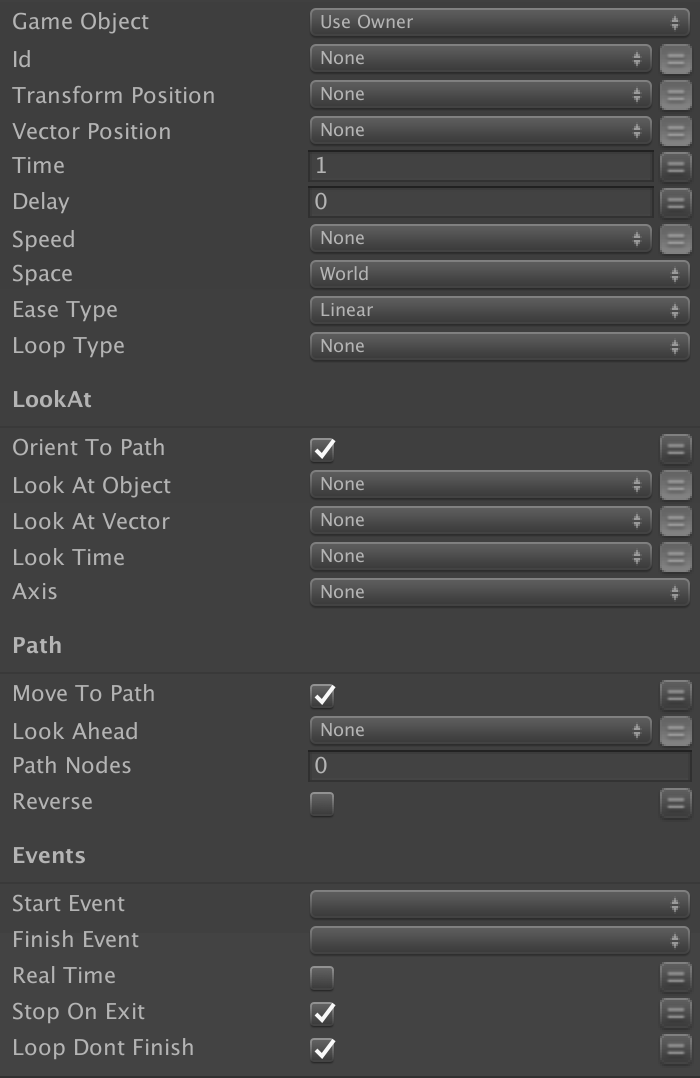 Game Object Use Owner
Id None
Transform Position None
Vector Position None
Time 1
Delay 0
Speed None
Space World
Ease Type Linear
Loop Type None
LookAt
Orient To Path
Look At Object None
Look At Vector None
Look Time None
Axis None
Path
Move To Path
Look Ahead None
Path Nodes 0
Reverse
Events
Start Event
Finish Event
Real Time
Stop On Exit
Loop Dont Finish